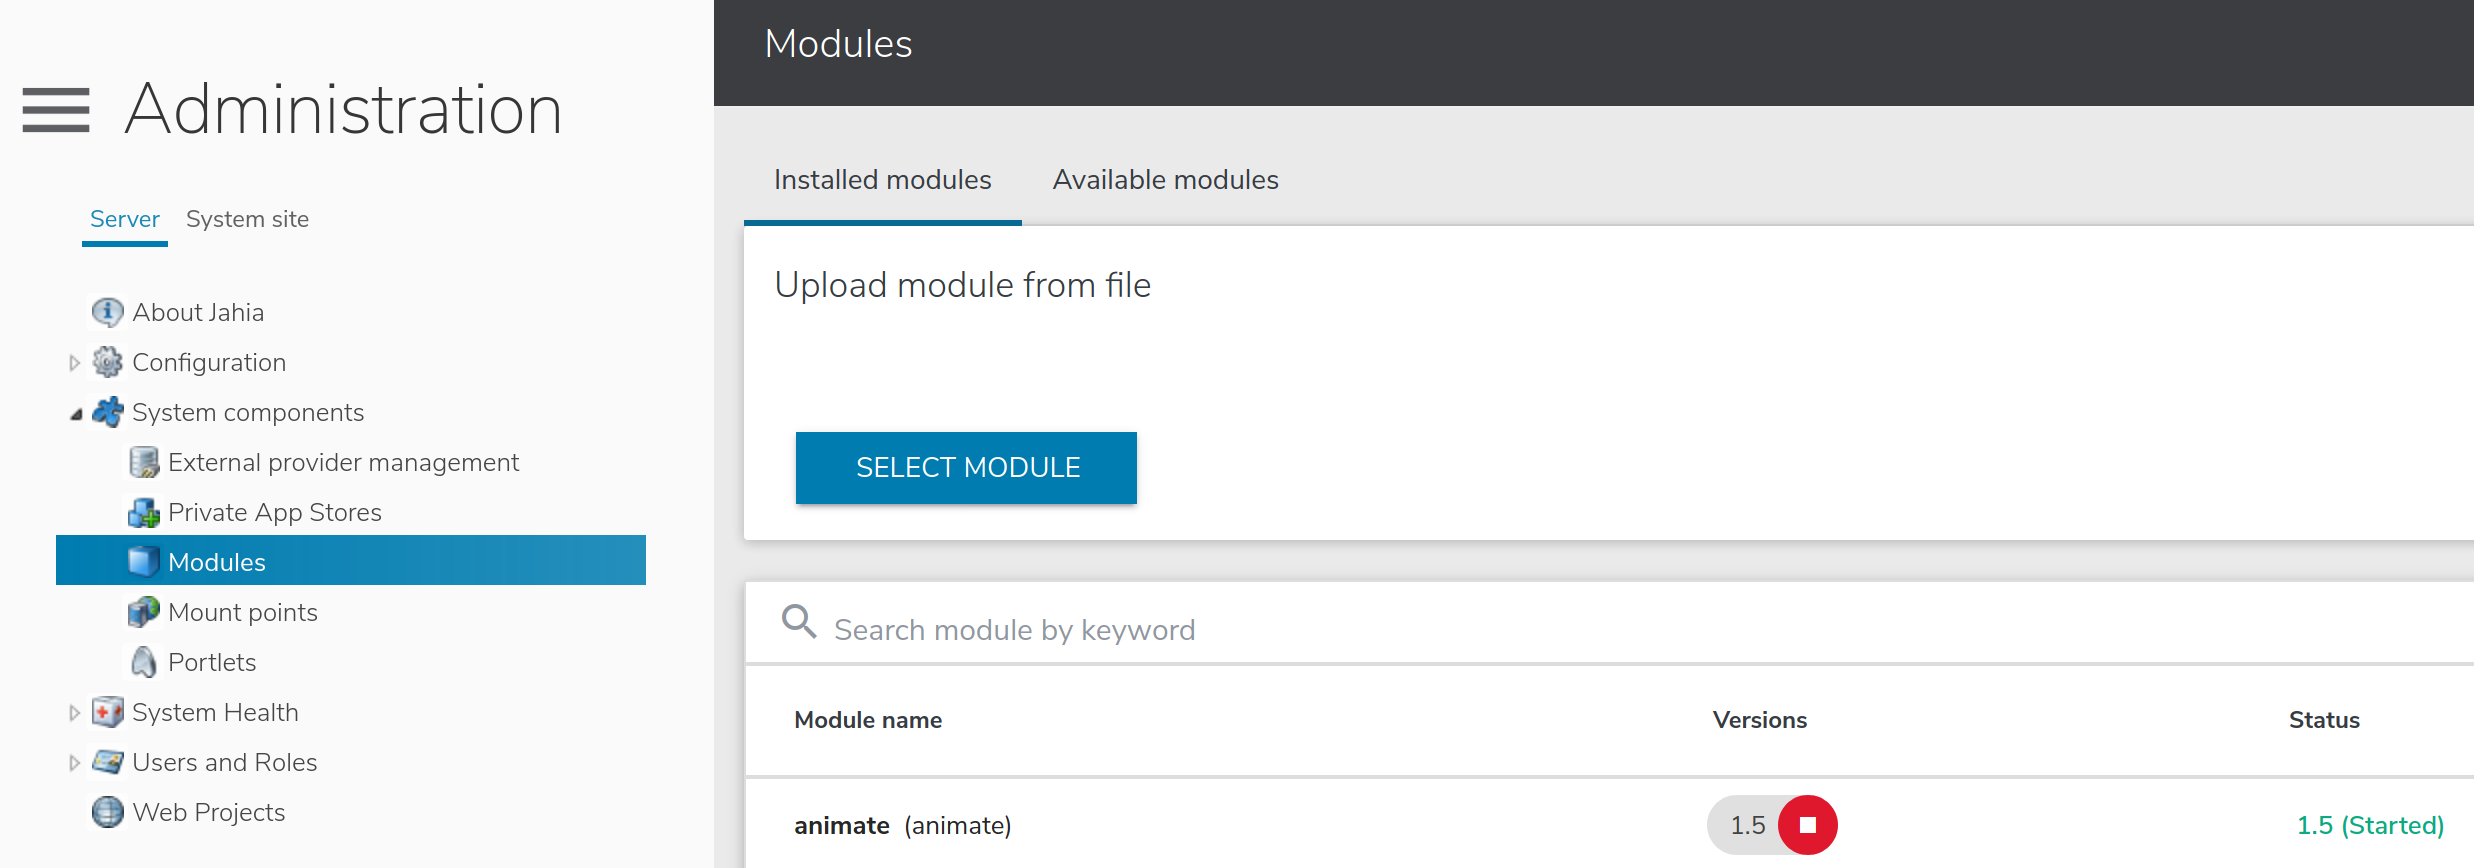 Administration
Server
System site
About Jahia
Configuration
System components
External provider management
Private App Stores
Modules
Mount points
Portlets
System Health
Users and Roles
Web Projects
Modules
Installed modules
Available modules
Upload module from file
SELECT MODULE
Search module by keyword
Module name
Versions
Status
animate (animate)
1.5
1.5 (Started)